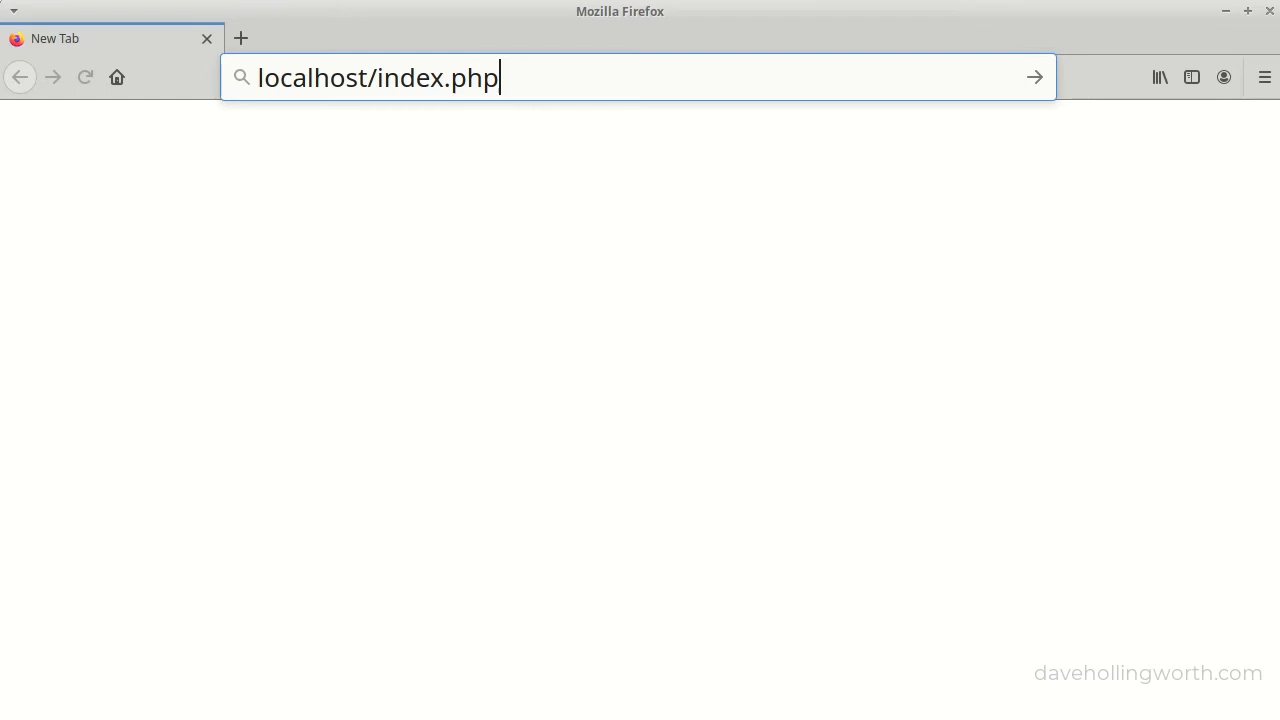 Mozilla Firefox
New Tab
localhost/index.php
davehollingworth.com